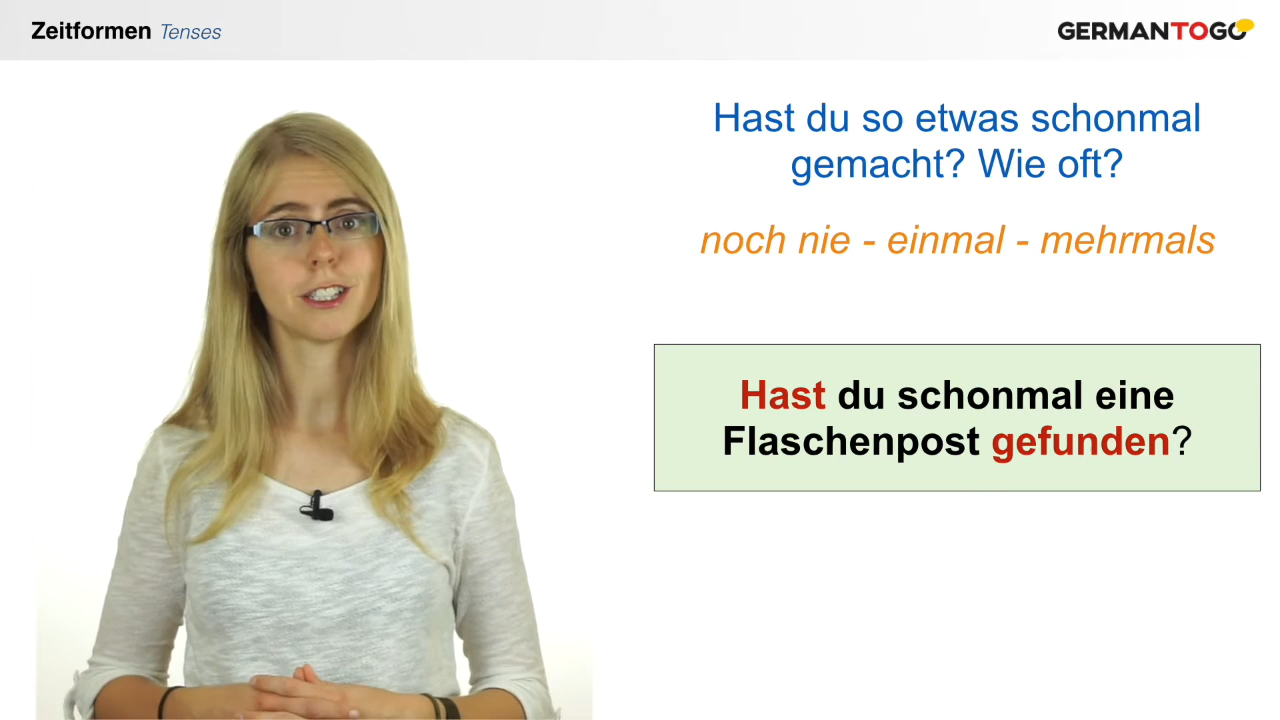 Zeitformen Tenses
GERMANTOGO
Hast du so etwas schonmal
gemacht? Wie oft?
noch nie - einmal - mehrmals
Hast du schonmal eine
Flaschenpost gefunden?